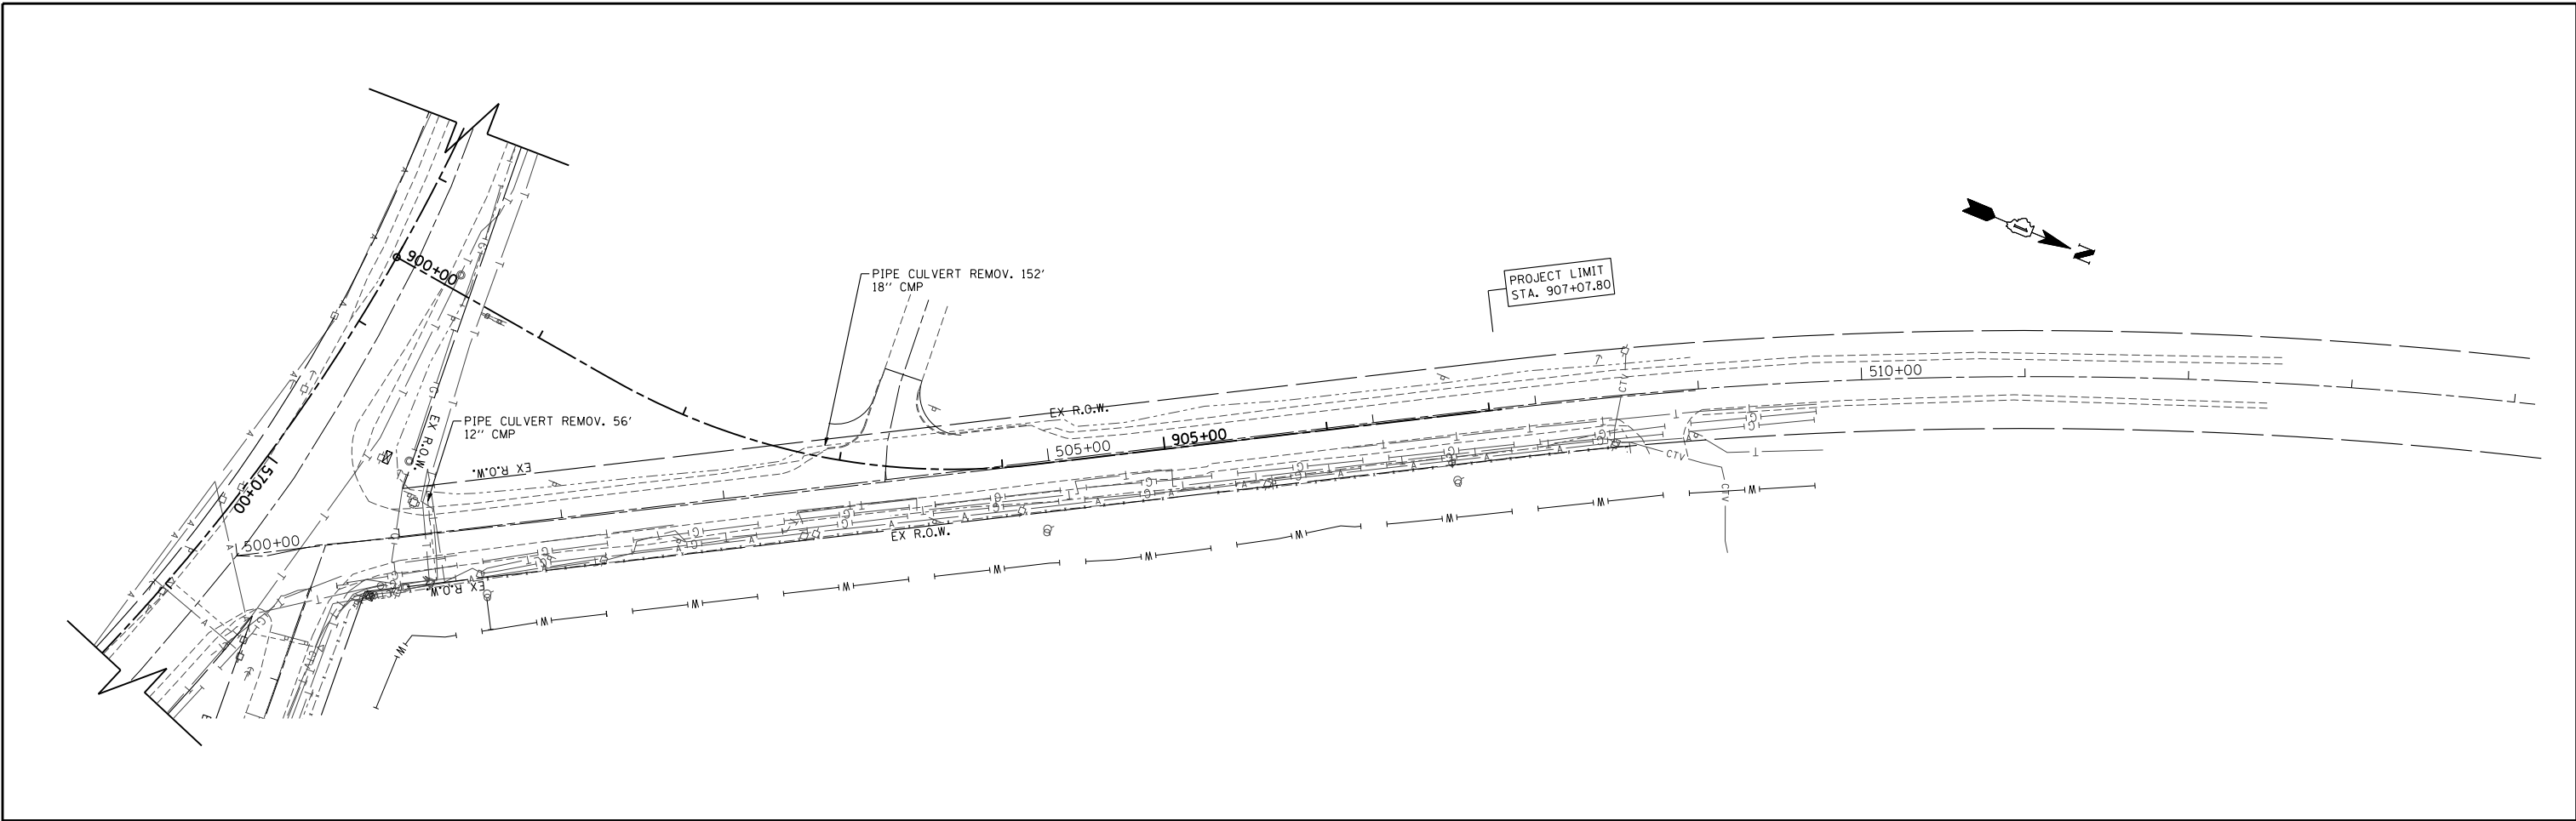 900+00
PIPE CULVERT REMOV. 152'
18'' CMP
PROJECT LIMIT
STA. 907+07.80
N
CTV
510+00
EX R.O.W.
PIPE CULVERT REMOV. 56'
12'' CMP
EX R.O.W.
905+00
505+00
EX R.O.W.
570+00
CTV
CTV
EX R.O.W.
500+00
EX R.O.W.
W
W
W
W
W
W
W
W
W
W